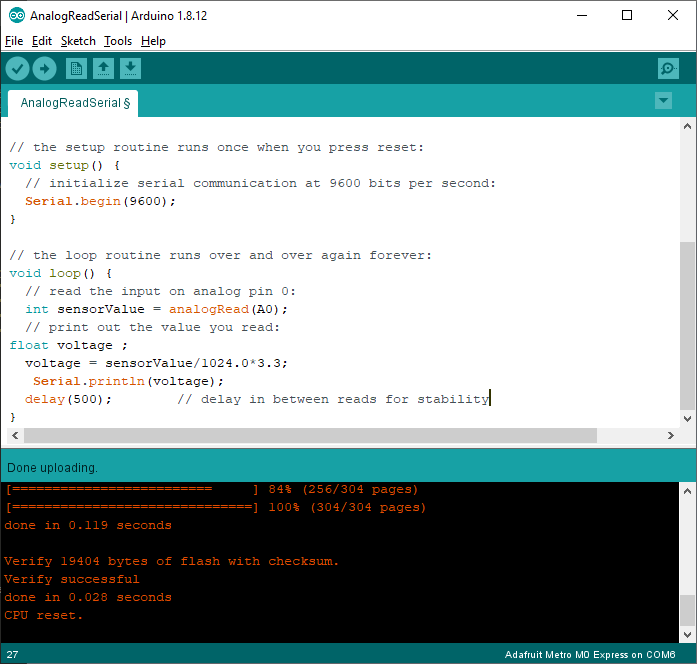 AnalogReadSerial | Arduino 1.8.12
File Edit Sketch Tools Help
AnalogReadSerial §
// the setup routine runs once when you press reset:
void setup() {
  // initialize serial communication at 9600 bits per second:
  Serial.begin(9600);
}

// the loop routine runs over and over again forever:
void loop() {
  // read the input on analog pin 0:
  int sensorValue = analogRead(A0);
  // print out the value you read:
float voltage ;
  voltage = sensorValue/1024.0*3.3;
   Serial.println(voltage);
  delay(500);        // delay in between reads for stability
}
Done uploading.
[=========================     ] 84% (256/304 pages)
[==============================] 100% (304/304 pages)
done in 0.119 seconds

Verify 19404 bytes of flash with checksum.
Verify successful
done in 0.028 seconds
CPU reset.
27 Adafruit Metro M0 Express on COM6